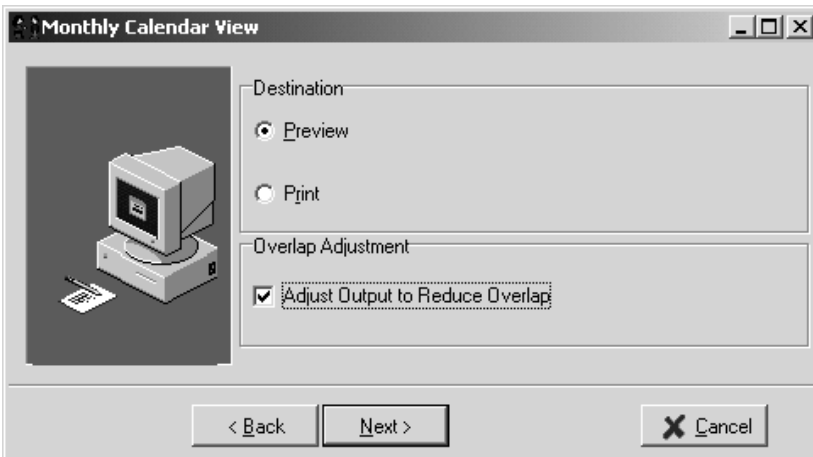 Monthly Calendar View
Destination
Preview
Print
Overlap Adjustment
Adjust Output to Reduce Overlap
< Back
Next >
Cancel